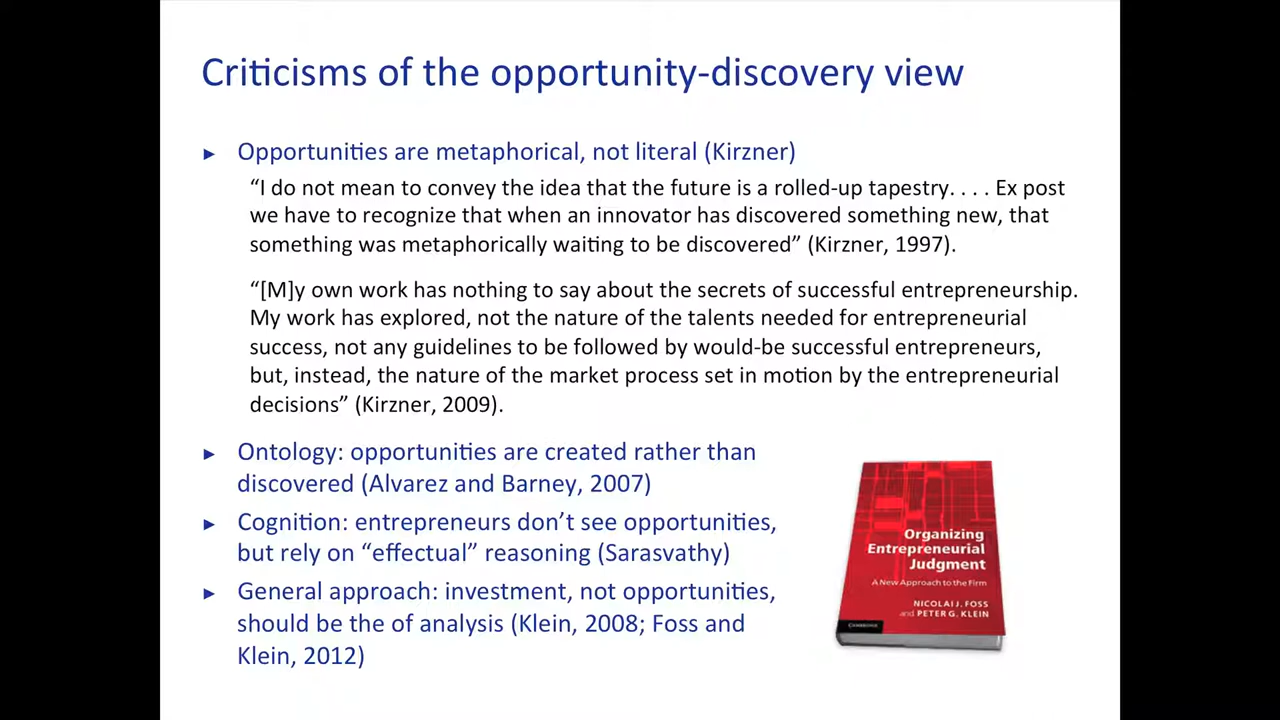 Criticisms of the opportunity-discovery view
► Opportunities are metaphorical, not literal (Kirzner)
“I do not mean to convey the idea that the future is a rolled-up tapestry. . . . Ex post
we have to recognize that when an innovator has discovered something new, that
something was metaphorically waiting to be discovered” (Kirzner, 1997).
“[M]y own work has nothing to say about the secrets of successful entrepreneurship.
My work has explored, not the nature of the talents needed for entrepreneurial
success, not any guidelines to be followed by would-be successful entrepreneurs,
but, instead, the nature of the market process set in motion by the entrepreneurial
decisions” (Kirzner, 2009).
► Ontology: opportunities are created rather than
discovered (Alvarez and Barney, 2007)
► Cognition: entrepreneurs don’t see opportunities,
but rely on “effectual” reasoning (Sarasvathy)
► General approach: investment, not opportunities,
should be the of analysis (Klein, 2008; Foss and
Klein, 2012)
Organizing
Entrepreneurial
Judgment
A New Approach to the Firm
NICOLAI J. FOSS
and PETER G. KLEIN
CAMBRIDGE